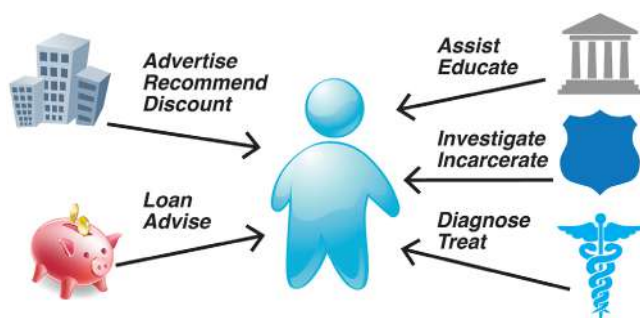 Advertise
Recommend
Discount
Loan
Advise
Assist
Educate
Investigate
Incarcerate
Diagnose
Treat